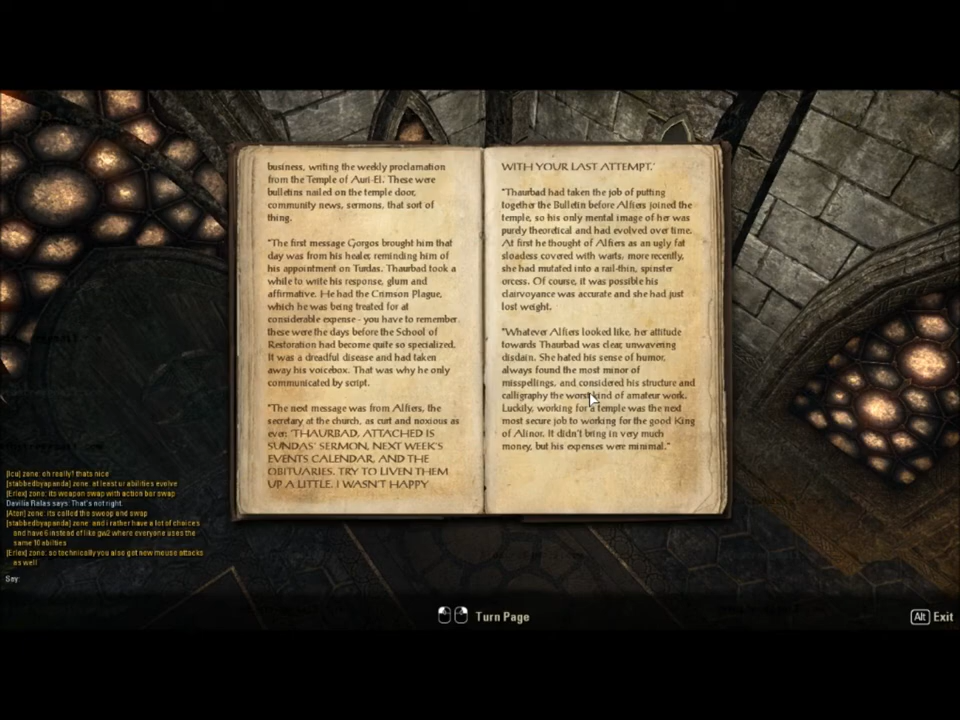 business, writing the weekly proclamation
from the Temple of Auri-El. These were
bulletins nailed on the temple door,
community news, sermons, that sort of
thing.
"The first message Gorgos brought him that
day was from his healer, reminding him of
his appointment on Turdas. Thaurbad took a
while to write his response, glum and
affirmative. He had the Crimson Plague,
which he was being treated for at
considerable expense - you have to remember
these were the days before the School of
Restoration had become quite so specialized.
It was a dreadful disease and had taken
away his voicebox. That was why he only
communicated by script.
"The next message was from Alfiers, the
secretary at the church, as curt and noxious as
ever: 'THAURBAD, ATTACHED IS
SUNDAS' SERMON, NEXT WEEK'S
EVENTS CALENDAR, AND THE
OBITUARIES. TRY TO LIVEN THEM
UP A LITTLE. I WASN'T HAPPY
WITH YOUR LAST ATTEMPT.'
"Thaurbad had taken the job of putting
together the Bulletin before Alfiers joined the
temple, so his only mental image of her was
purely theoretical and had evolved over time.
At first he thought of Alfiers as an ugly fat
sloadess covered with warts; more recently,
she had mutated into a rail-thin, spinster
orcess. Of course, it was possible his
clairvoyance was accurate and she had just
lost weight.
"Whatever Alfiers looked like, her attitude
towards Thaurbad was clear, unwavering
disdain. She hated his sense of humor,
always found the most minor of
misspellings, and considered his structure and
calligraphy the worst kind of amateur work.
Luckily, working for a temple was the next
most secure job to working for the good King
of Alinor. It didn't bring in very much
money, but his expenses were minimal."
[Icu] zone: oh really? thats nice
[stabbedbyapanda] zone: at least ur abilities evolve
[Erlex] zone: its weapon swap with action bar swap
Davilia Ralas says: That's not right.
[Aton] zone: its called the swoop and swap
[stabbedbyapanda] zone: and i rather have a lot of choices
and have 6 instead of like gw2 where everyone uses the
same 10 abilties
[Erlex] zone: so technically you also get new mouse attacks
as well
Say:
Turn Page
Alt Exit